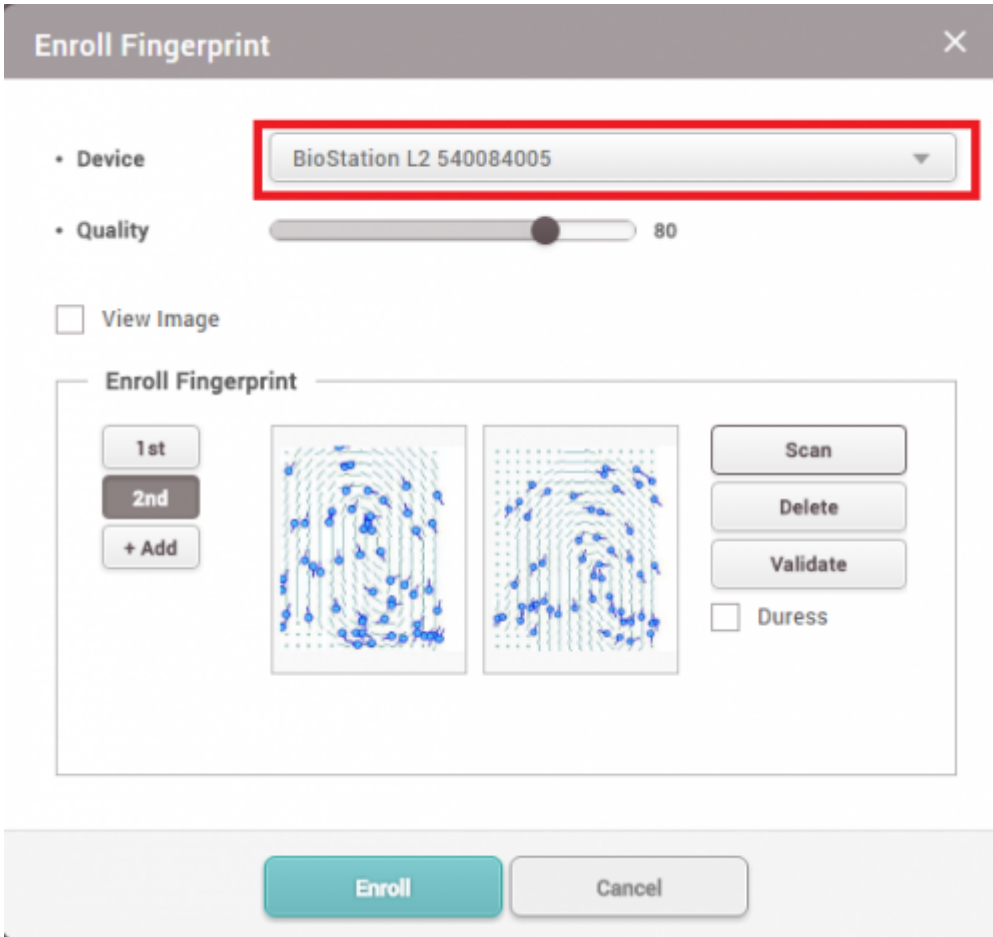 Enroll Fingerprint
Device
BioStation L2 540084005
Quality
80
View Image
Enroll Fingerprint
1st
2nd
+ Add
Scan
Delete
Validate
Duress
Enroll
Cancel